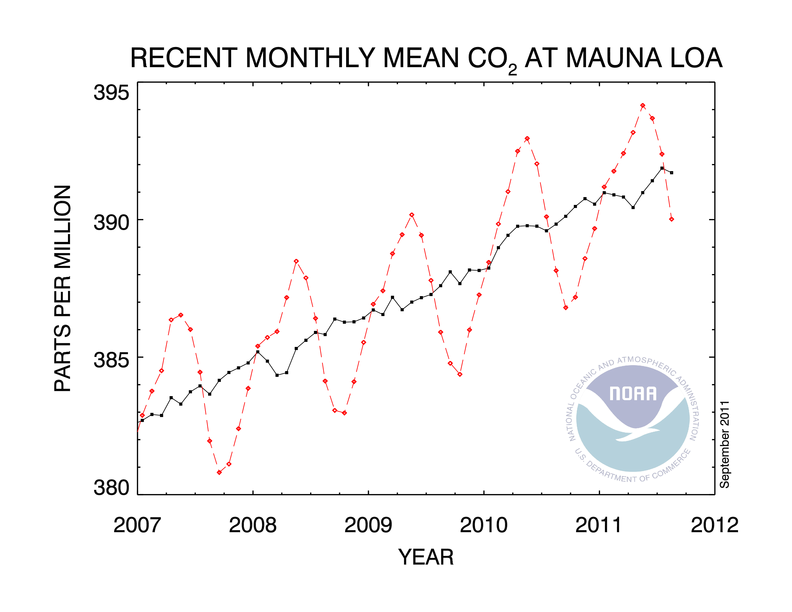 RECENT MONTHLY MEAN CO₂ AT MAUNA LOA
395
390
385
380
PARTS PER MILLION
2007 2008 2009 2010 2011 2012
YEAR
NATIONAL OCEANIC AND ATMOSPHERIC ADMINISTRATION
NOAA
U.S. DEPARTMENT OF COMMERCE
September 2011